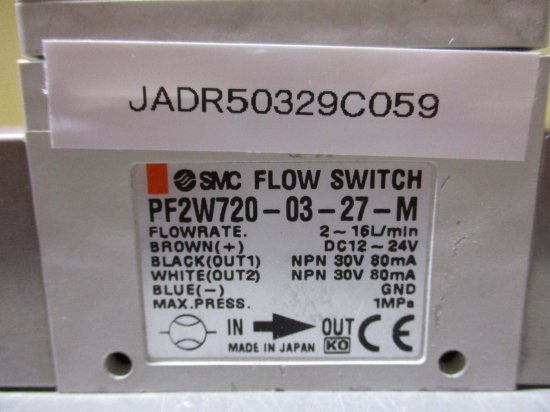 JADR50329C059
SMC FLOW SWITCH
PF2W720-03-27-M
FLOWRATE. 2~16L/min
BROWN(+) DC12~24V
BLACK(OUT1) NPN 30V 80mA
WHITE(OUT2) NPN 30V 80mA
BLUE(-) GND
MAX.PRESS. 1MPa
IN OUT
MADE IN JAPAN KO CE